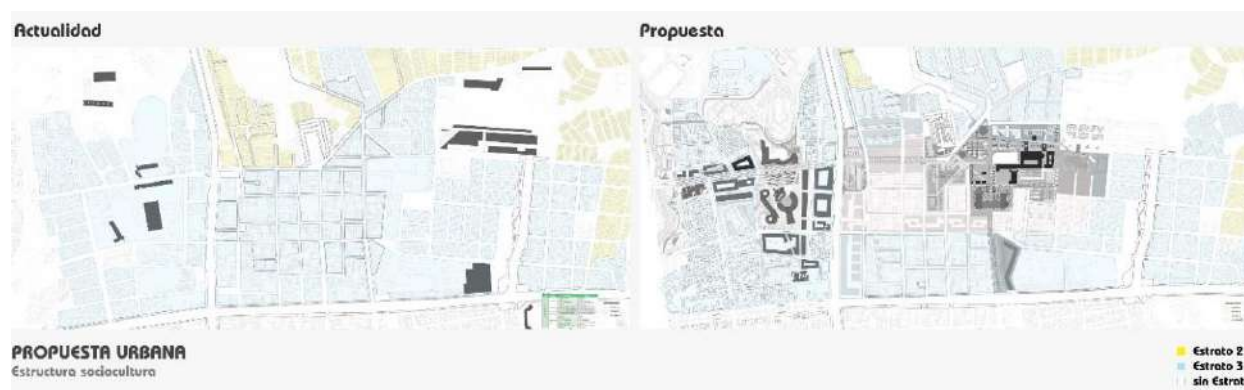 Actualidad
Propuesta
PROPUESTA URBANA
Estructura sociocultura
Estrato 2
Estrato 3
sin Estrat